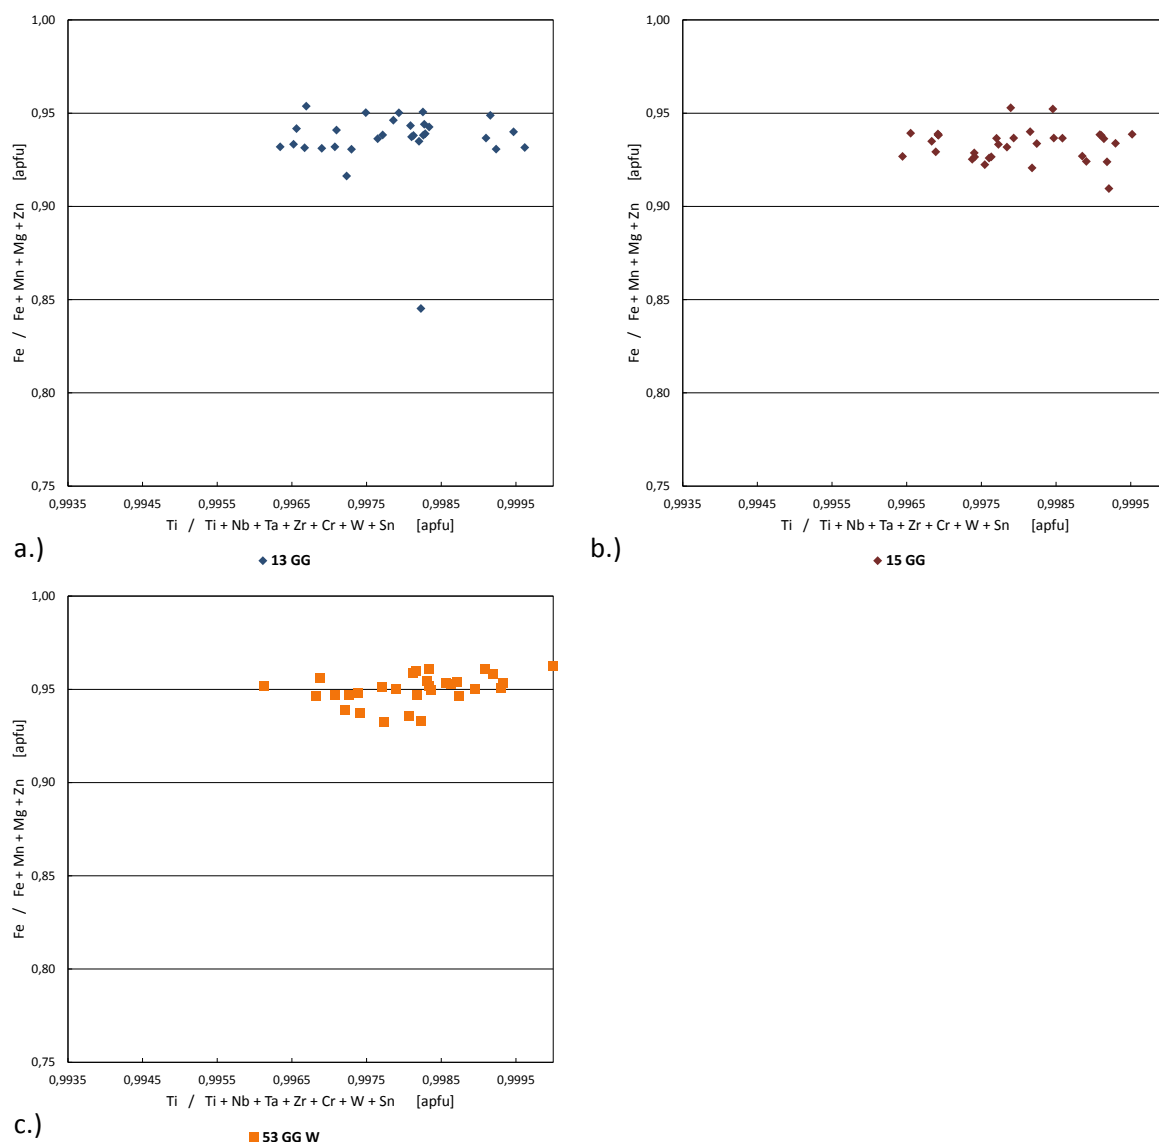 1,00
0,95
0,90
0,85
0,80
0,75
Fe / Fe + Mn + Mg + Zn [apfu]
0,9935 0,9945 0,9955 0,9965 0,9975 0,9985 0,9995
Ti / Ti + Nb + Ta + Zr + Cr + W + Sn [apfu]
a.)
13 GG
1,00
0,95
0,90
0,85
0,80
0,75
Fe / Fe + Mn + Mg + Zn [apfu]
0,9935 0,9945 0,9955 0,9965 0,9975 0,9985 0,9995
Ti / Ti + Nb + Ta + Zr + Cr + W + Sn [apfu]
b.)
15 GG
1,00
0,95
0,90
0,85
0,80
0,75
Fe / Fe + Mn + Mg + Zn [apfu]
0,9935 0,9945 0,9955 0,9965 0,9975 0,9985 0,9995
Ti / Ti + Nb + Ta + Zr + Cr + W + Sn [apfu]
c.)
53 GG W